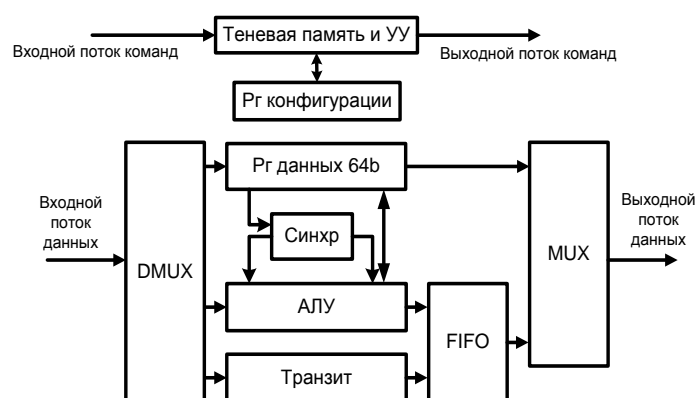 Теневая память и УУ
Входной поток команд
Выходной поток команд
Рг конфигурации
Рг данных 64b
Входной
поток
данных
Синхр
Выходной
поток
данных
DMUX
MUX
АЛУ
FIFO
Транзит